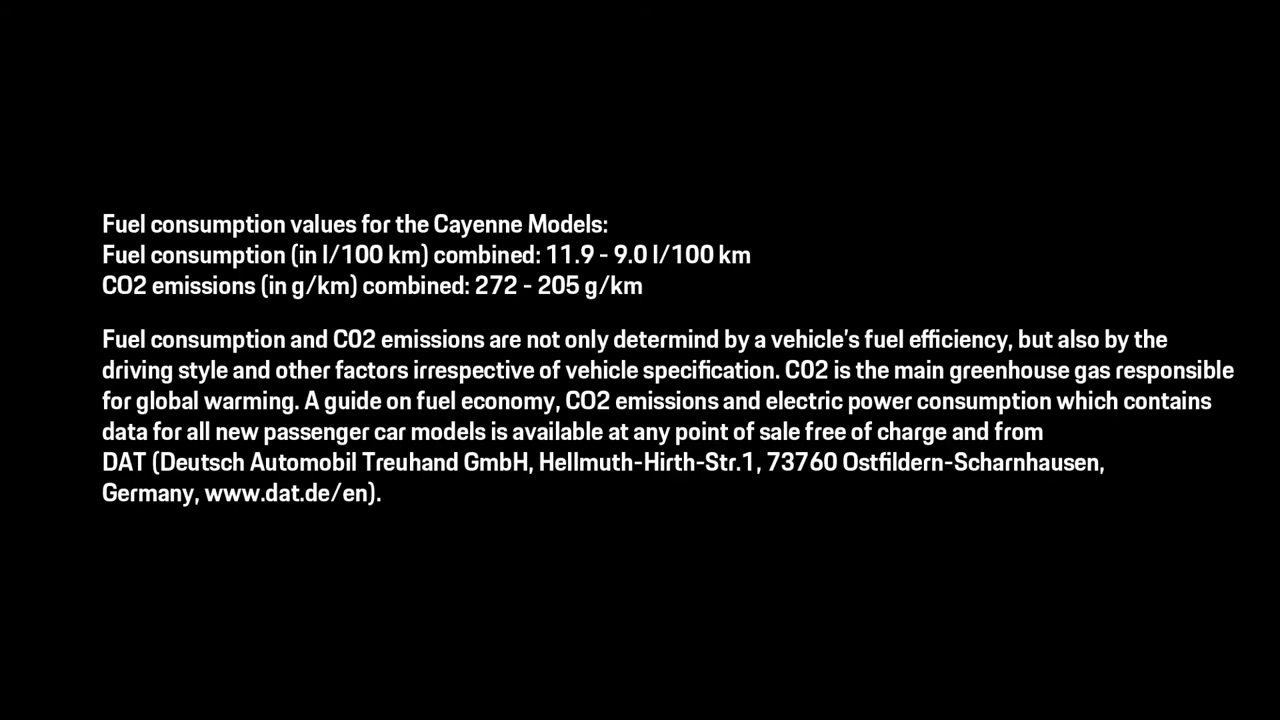 Fuel consumption values for the Cayenne Models:
Fuel consumption (in l/100 km) combined: 11.9 - 9.0 l/100 km
CO2 emissions (in g/km) combined: 272 - 205 g/km
Fuel consumption and CO2 emissions are not only determind by a vehicle's fuel efficiency, but also by the
driving style and other factors irrespective of vehicle specification. CO2 is the main greenhouse gas responsible
for global warming. A guide on fuel economy, CO2 emissions and electric power consumption which contains
data for all new passenger car models is available at any point of sale free of charge and from
DAT (Deutsch Automobil Treuhand GmbH, Hellmuth-Hirth-Str.1, 73760 Ostfildern-Scharnhausen,
Germany, www.dat.de/en).